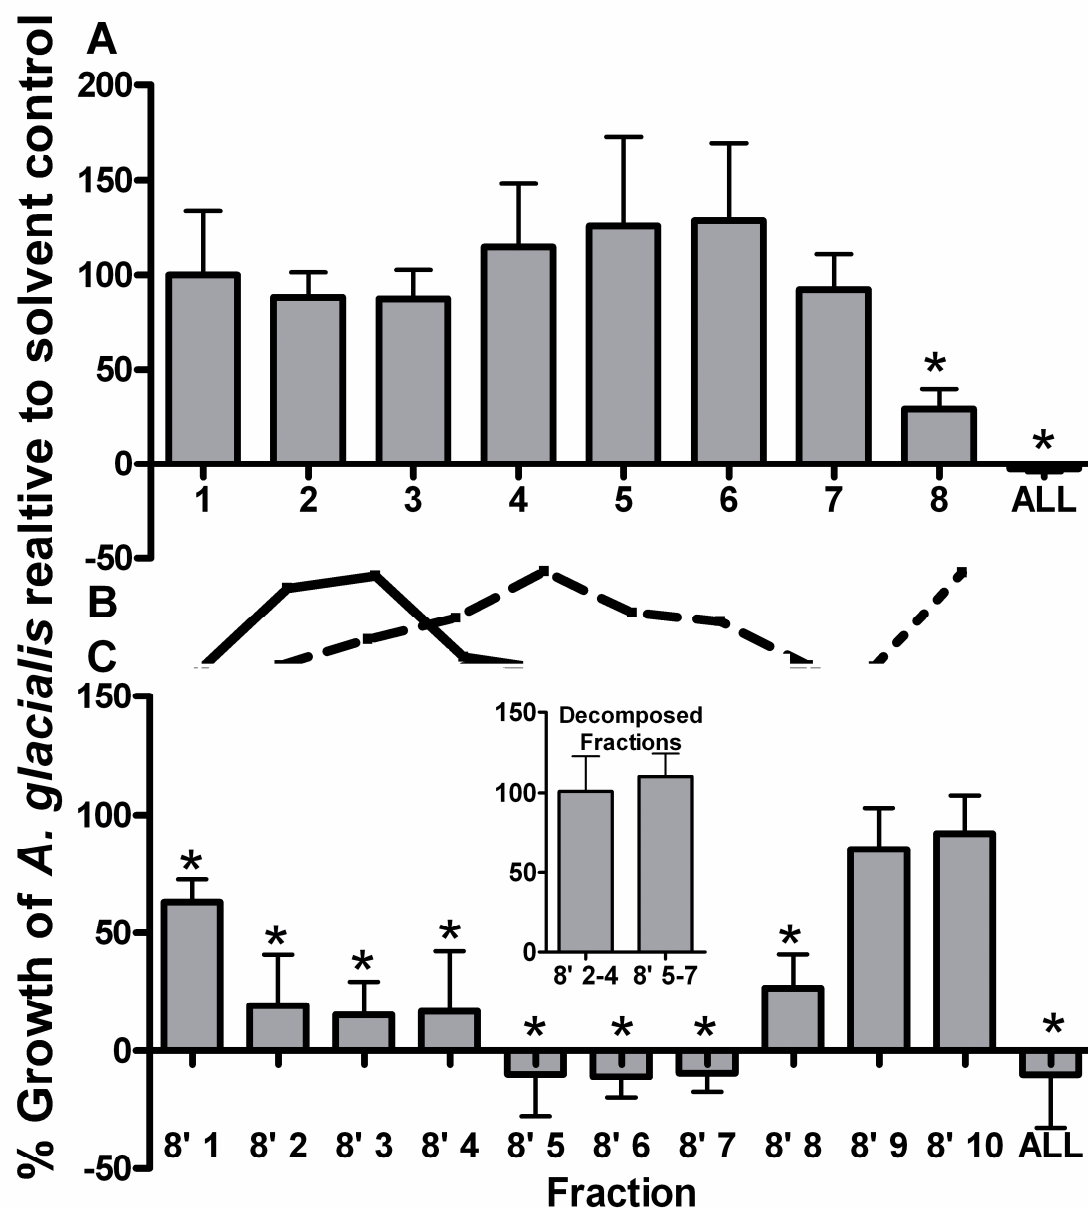 % Growth of A. glacialis realtive to solvent control
A
200
150
100
50
0
-50
*
*
1 2 3 4 5 6 7 8 ALL
B
C
150
100
50
0
-50
* * * * * * * * *
150
100
50
0
Decomposed
Fractions
8' 2-4 8' 5-7
8' 1 8' 2 8' 3 8' 4 8' 5 8' 6 8' 7 8' 8 8' 9 8' 10 ALL
Fraction